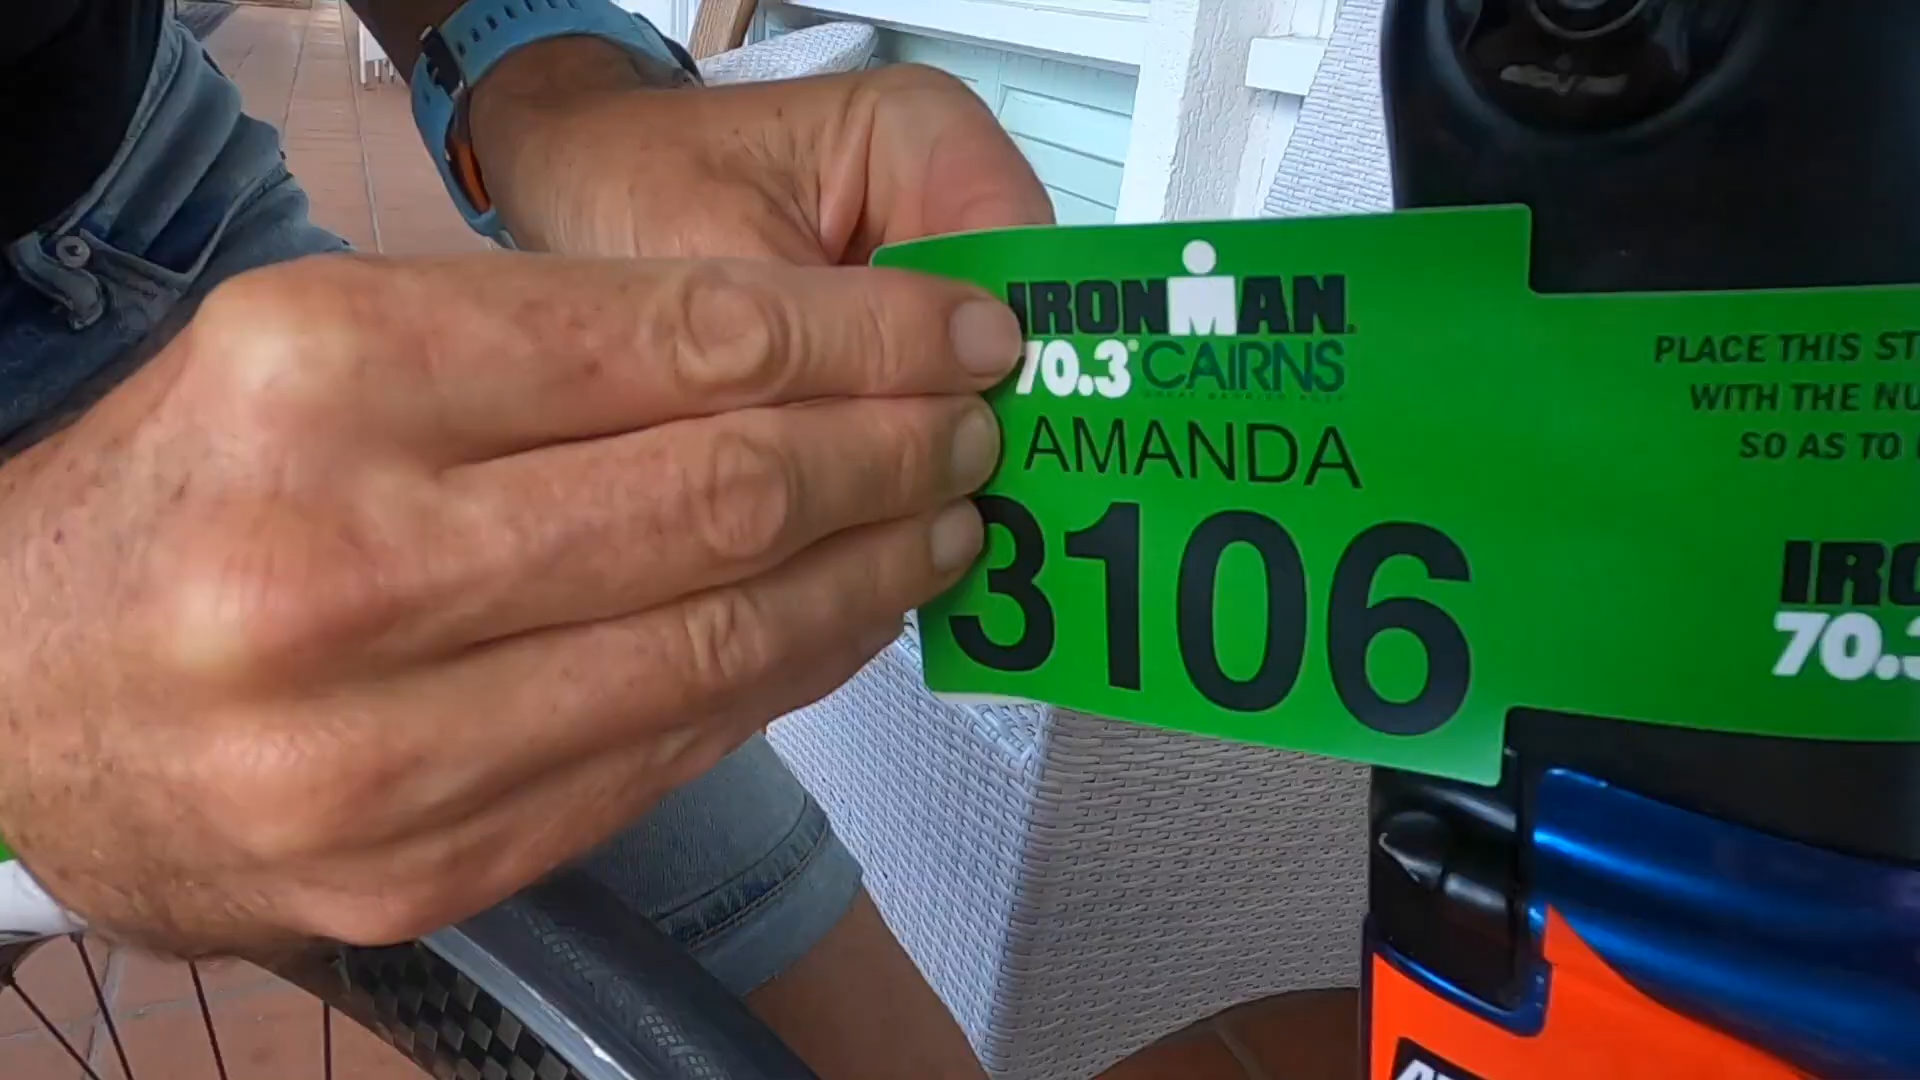 IRONMAN
70.3 CAIRNS
AMANDA
3106
PLACE THIS
WITH THE
SO AS TO
70.3